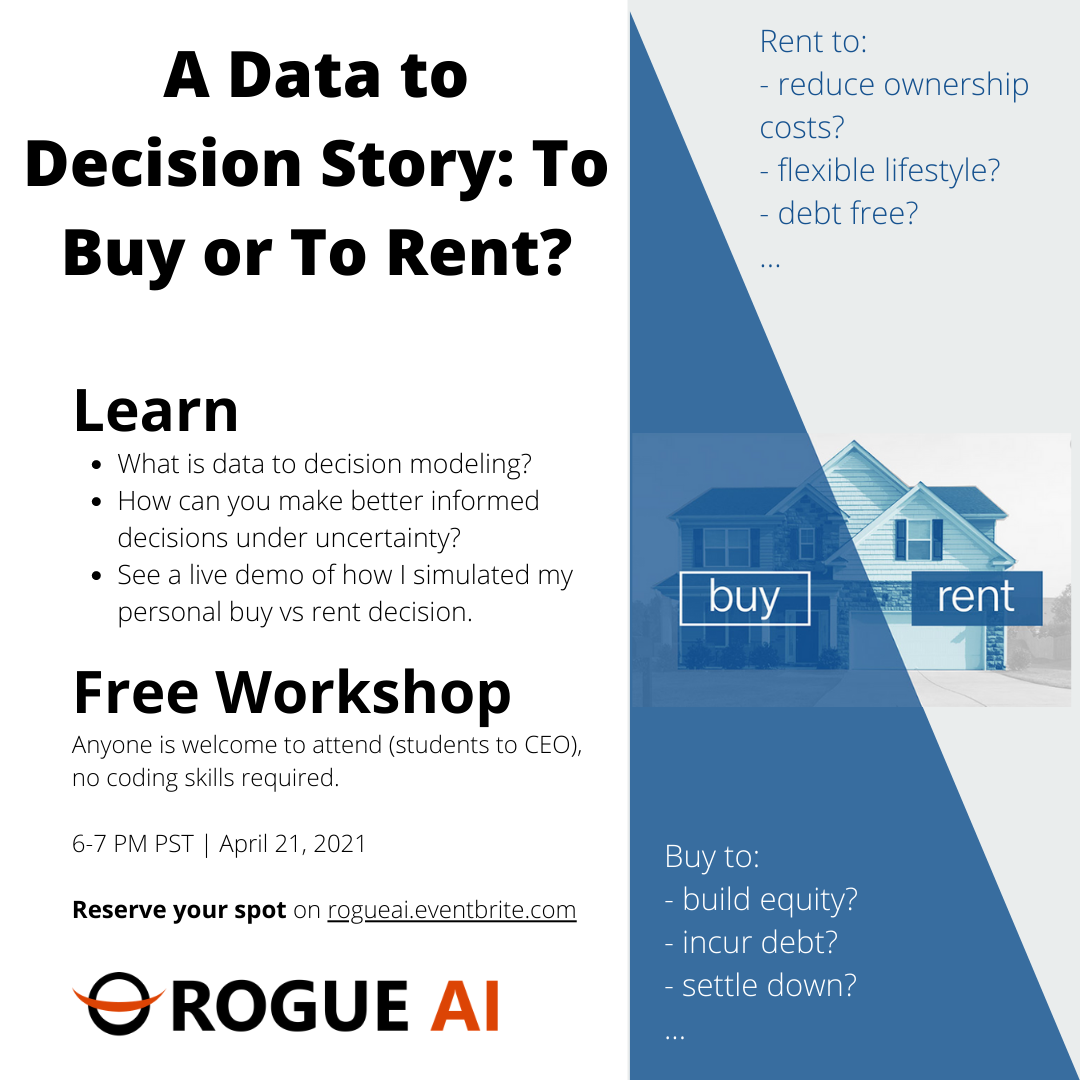 A Data to
Decision Story: To
Buy or To Rent?
Learn
• What is data to decision modeling?
• How can you make better informed
decisions under uncertainty?
• See a live demo of how I simulated my
personal buy vs rent decision.
Free Workshop
Anyone is welcome to attend (students to CEO),
no coding skills required.
6-7 PM PST | April 21, 2021
Reserve your spot on rogueai.eventbrite.com
ROGUE AI
Rent to:
- reduce ownership
costs?
- flexible lifestyle?
- debt free?
...
buy
rent
Buy to:
- build equity?
- incur debt?
- settle down?
...